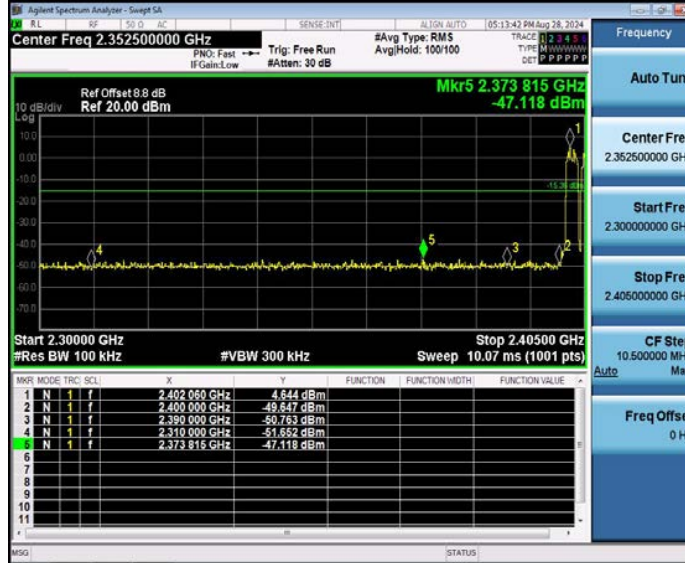 Agilent Spectrum Analyzer - Swept SA
RL RF 50 Ω AC SENSE:INT ALIGN AUTO 05:13:42 PM Aug 28, 2024
Center Freq 2.352500000 GHz
#Avg Type: RMS
TRACE 1 2 3 4 5 6
PNO: Fast Trig: Free Run Avg|Hold: 100/100
TYPE M W W W W W
IFGain:Low #Atten: 30 dB
DET P P P P P P
Ref Offset 8.8 dB
Ref 20.00 dBm
10 dB/div
Log
Mkr5 2.373 815 GHz
-47.118 dBm
10.0
0.00
-10.0
-20.0
-30.0
-40.0
-50.0
-60.0
-70.0
1
4
5
3
2
Start 2.30000 GHz Stop 2.40500 GHz
#Res BW 100 kHz #VBW 300 kHz Sweep 10.07 ms (1001 pts)
MKR MODE TRC SCL X Y FUNCTION FUNCTION WIDTH FUNCTION VALUE
1 N 1 f 2.402 060 GHz 4.644 dBm
2 N 1 f 2.400 000 GHz -49.647 dBm
3 N 1 f 2.390 000 GHz -50.763 dBm
4 N 1 f 2.310 000 GHz -51.652 dBm
5 N 1 f 2.373 815 GHz -47.118 dBm
6
7
8
9
10
11
MSG STATUS
Frequency
Auto Tun
Center Fre
2.352500000 GH
Start Fre
2.300000000 GH
Stop Fre
2.405000000 GH
CF Ste
10.500000 MH
Auto Ma
Freq Offse
0 H